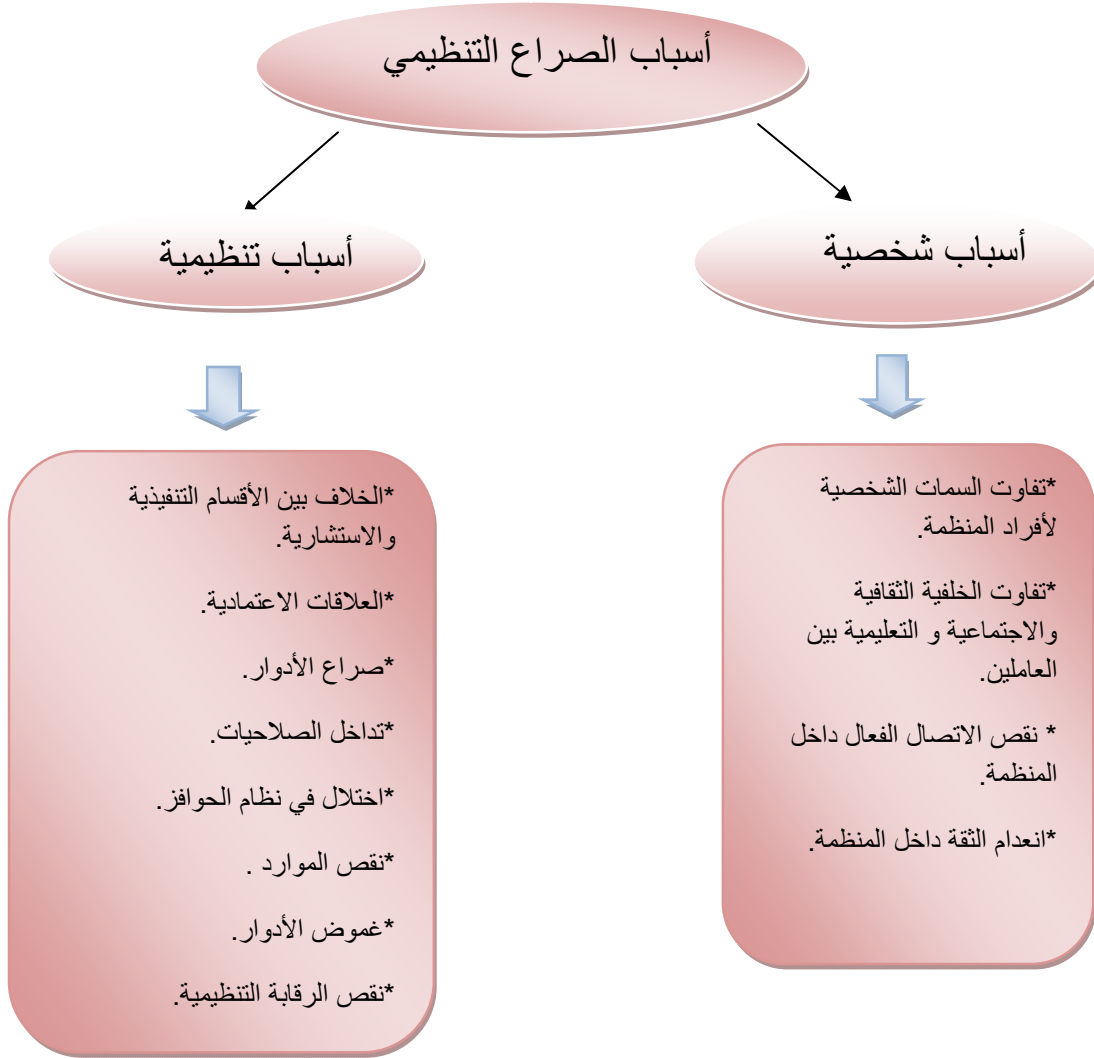 أسباب الصراع التنظيمي
أسباب شخصية
أسباب تنظيمية
*تفاوت السمات الشخصية
لأفراد المنظمة.
*تفاوت الخلفية الثقافية
والاجتماعية و التعليمية بين
العاملين.
* نقص الاتصال الفعال داخل
المنظمة.
*انعدام الثقة داخل المنظمة.
*الخلاف بين الأقسام التنفيذية
والاستشارية.
*العلاقات الاعتمادية.
*صراع الأدوار.
*تداخل الصلاحيات.
*اختلال في نظام الحوافز.
*نقص الموارد .
*غموض الأدوار.
*نقص الرقابة التنظيمية.